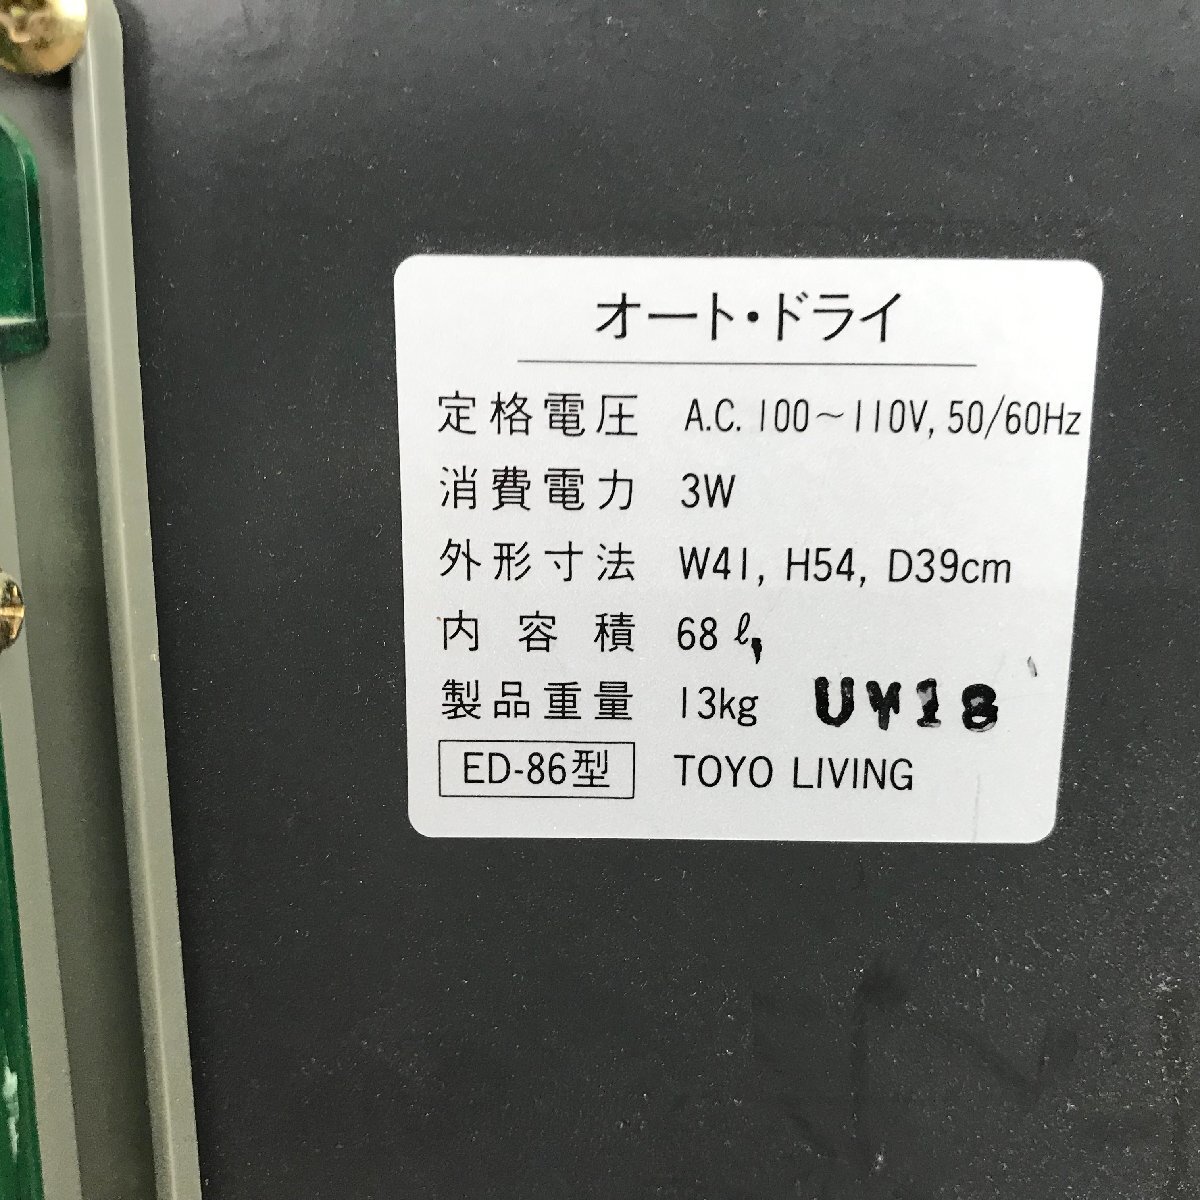 オート・ドライ
定格電圧 A.C. 100～110V, 50/60Hz
消費電力 3W
外形寸法 W41, H54, D39cm
内容積 68ℓ,
製品重量 13kg UY18
ED-86型 TOYO LIVING